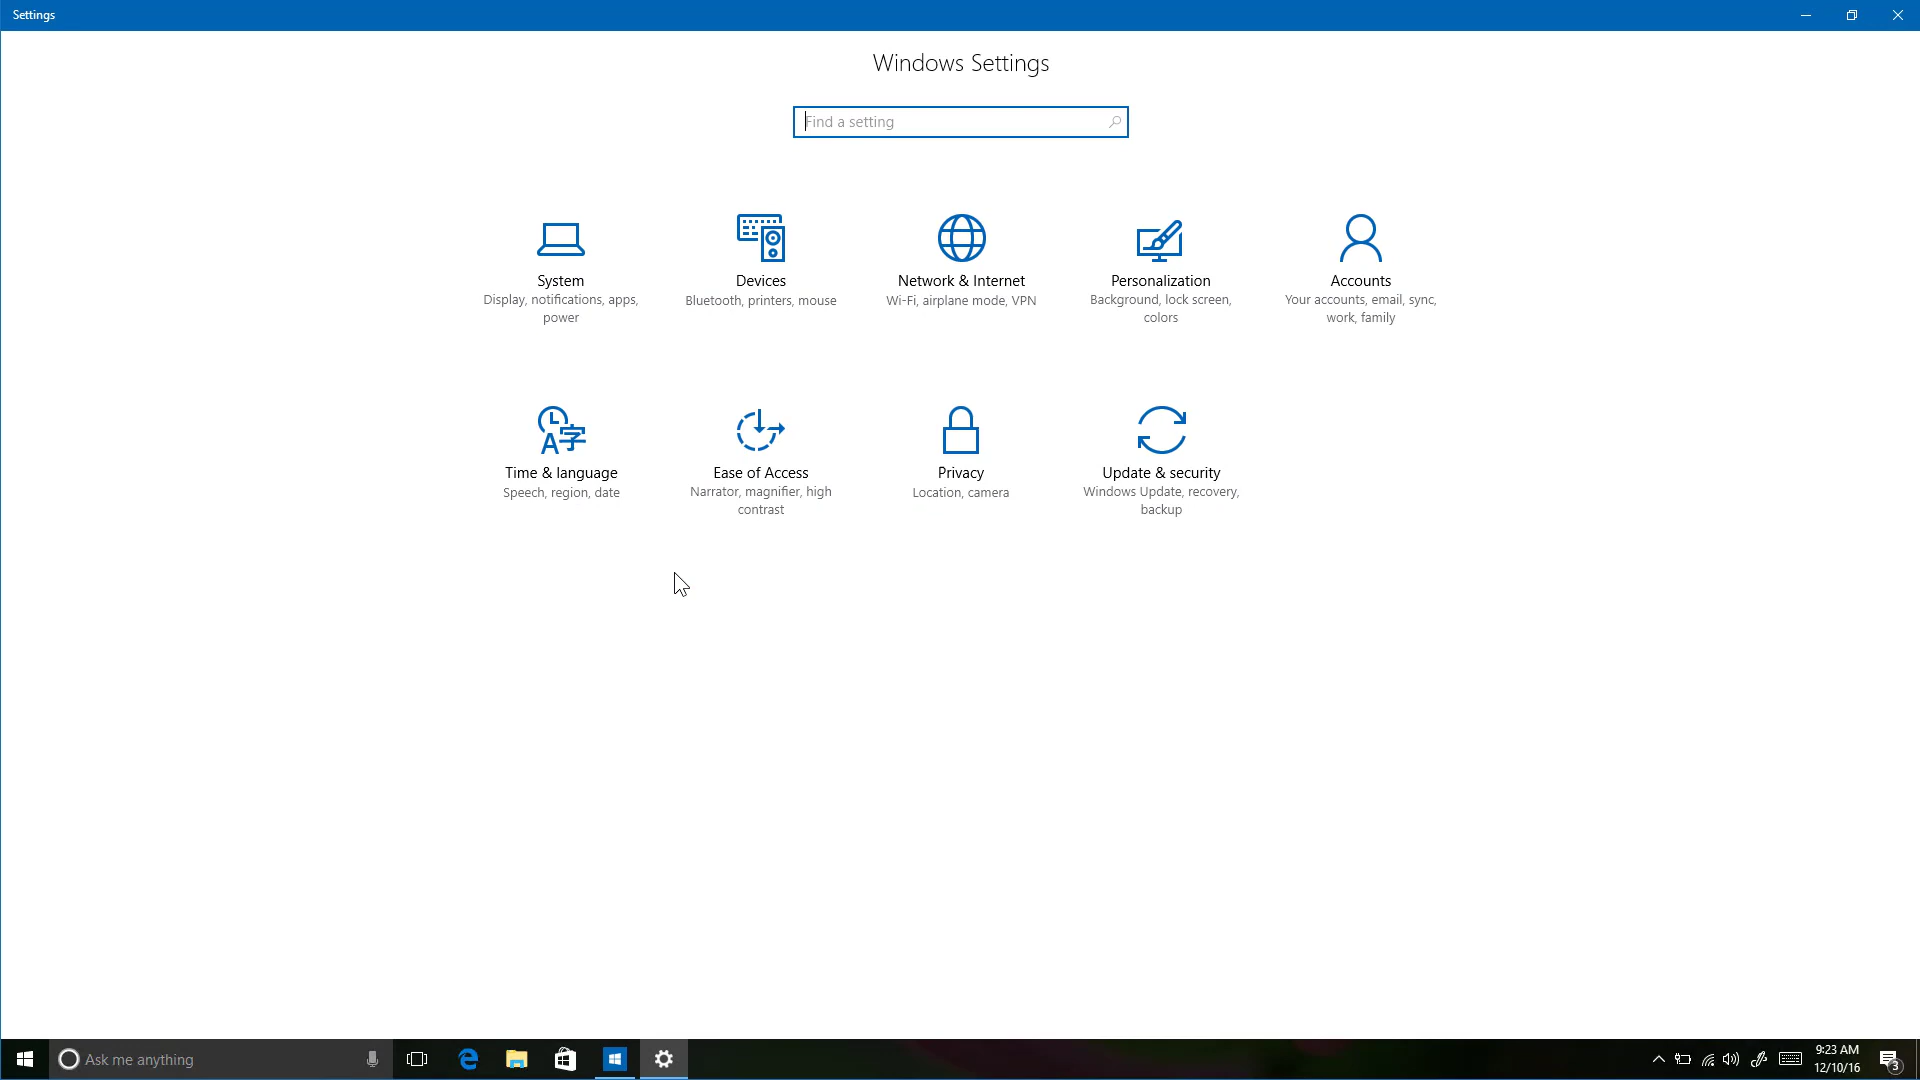 Settings
Windows Settings
Find a setting
System
Display, notifications, apps,
power
Devices
Bluetooth, printers, mouse
Network & Internet
Wi-Fi, airplane mode, VPN
Personalization
Background, lock screen,
colors
Accounts
Your accounts, email, sync,
work, family
A字
Time & language
Speech, region, date
Ease of Access
Narrator, magnifier, high
contrast
Privacy
Location, camera
Update & security
Windows Update, recovery,
backup
Ask me anything
9:23 AM
12/10/16
3